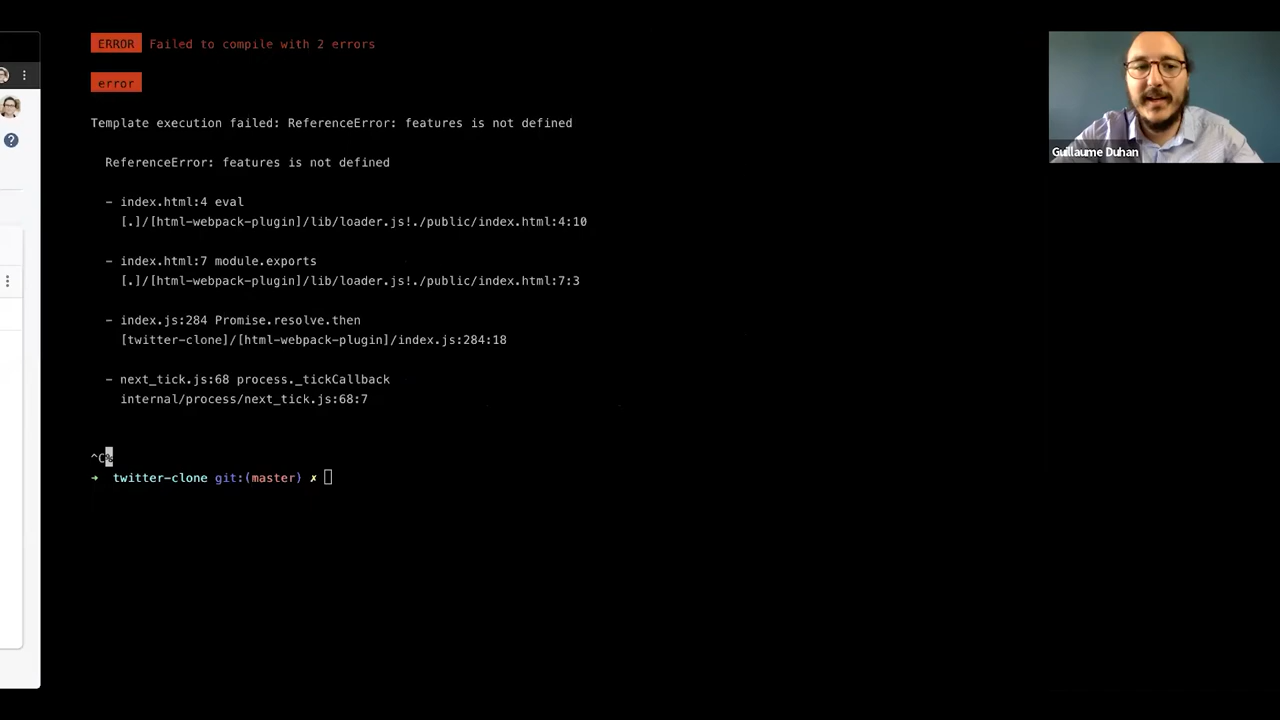 ERROR Failed to compile with 2 errors
error
Template execution failed: ReferenceError: features is not defined
ReferenceError: features is not defined
- index.html:4 eval
[.]/[html-webpack-plugin]/lib/loader.js!./public/index.html:4:10
- index.html:7 module.exports
[.]/[html-webpack-plugin]/lib/loader.js!./public/index.html:7:3
- index.js:284 Promise.resolve.then
[twitter-clone]/[html-webpack-plugin]/index.js:284:18
- next_tick.js:68 process._tickCallback
internal/process/next_tick.js:68:7
^C%
➜ twitter-clone git:(master) ✗
Guillaume Duhan